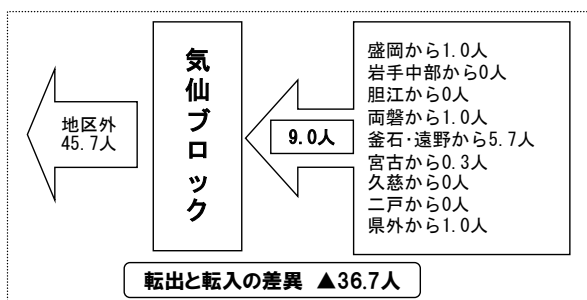 地区外
45.7人
気仙ブロック
9.0人
盛岡から1.0人
岩手中部から0人
胆江から0人
両磐から1.0人
釜石・遠野から5.7人
宮古から0.3人
久慈から0人
二戸から0人
県外から1.0人
転出と転入の差異 ▲36.7人